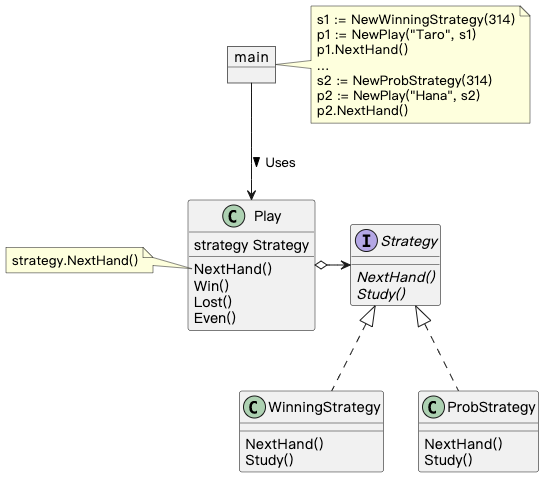 s1 := NewWinningStrategy(314)
p1 := NewPlay("Taro", s1)
p1.NextHand()
...
s2 := NewProbStrategy(314)
p2 := NewPlay("Hana", s2)
p2.NextHand()
main
Uses
C Play
strategy Strategy
NextHand()
Win()
Lost()
Even()
strategy.NextHand()
I Strategy
NextHand()
Study()
C WinningStrategy
NextHand()
Study()
C ProbStrategy
NextHand()
Study()